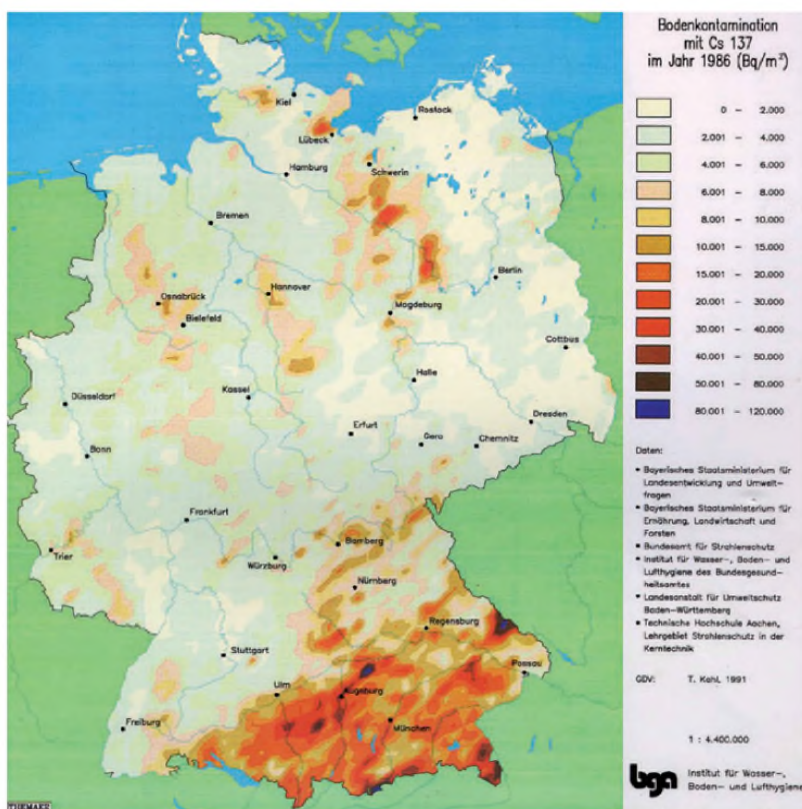 Bodenkontamination
mit Cs 137
im Jahr 1986 (Bq/m²)
0 – 2.000
2.001 – 4.000
4.001 – 6.000
6.001 – 8.000
8.001 – 10.000
10.001 – 15.000
15.001 – 20.000
20.001 – 30.000
30.001 – 40.000
40.001 – 50.000
50.001 – 80.000
80.001 – 120.000
Daten:
Bayerisches Staatsministerium für
Landesentwicklung und Umwelt-
fragen
Bayerisches Staatsministerium für
Ernährung, Landwirtschaft und
Forsten
Bundesamt für Strahlenschutz
Institut für Wasser–, Boden– und
Lufthygiene des Bundesgesund-
heitsamtes
Landesanstalt für Umweltschutz
Baden–Württemberg
Technische Hochschule Aachen,
Lehrgebiet Strahlenschutz in der
Kerntechnik
GDV: T. Kahl 1991
1 : 4.400.000
bga Institut für Wasser–,
Boden– und Lufthygiene
Kiel
Rostock
Lübeck
Hamburg
Schwerin
Bremen
Berlin
Hannover
Osnabrück
Magdeburg
Bielefeld
Cottbus
Halle
Kassel
Düsseldorf
Dresden
Erfurt
Gera
Chemnitz
Bonn
Frankfurt
Bamberg
Trier
Würzburg
Nürnberg
Regensburg
Stuttgart
Passau
Ulm
Augsburg
München
Freiburg